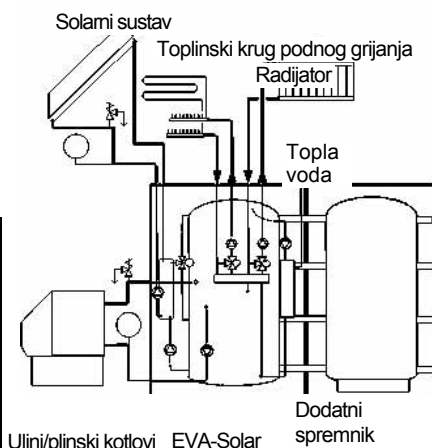 Solarni sustav
Toplinski krug podnog grijanja
Radijator
Topla
voda
Uljni/plinski kotlovi
EVA-Solar
Dodatni
spremnik